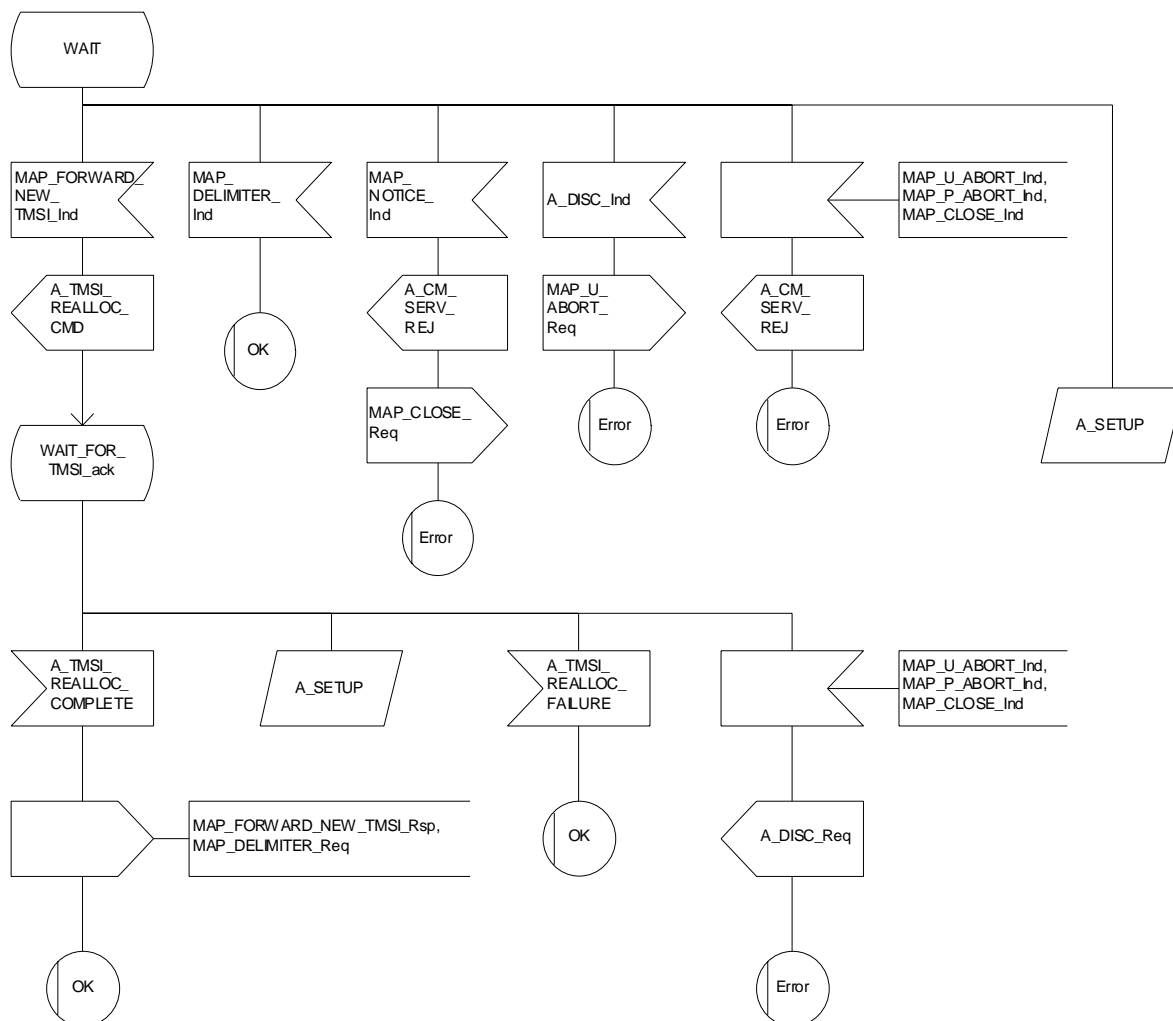 WAIT
MAP_FORWARD_
NEW_
TMSI_Ind
MAP_
DELIMITER_
Ind
MAP_
NOTICE_
Ind
A_DISC_Ind
MAP_U_ABORT_Ind,
MAP_P_ABORT_Ind,
MAP_CLOSE_Ind
A_TMSI_
REALLOC_
CMD
OK
A_CM_
SERV_
REJ
MAP_U_
ABORT_
Req
A_CM_
SERV_
REJ
MAP_CLOSE_
Req
Error
Error
A_SETUP
WAIT_FOR_
TMSI_ack
Error
A_TMSI_
REALLOC_
COMPLETE
A_SETUP
A_TMSI_
REALLOC_
FAILURE
MAP_U_ABORT_Ind,
MAP_P_ABORT_Ind,
MAP_CLOSE_Ind
MAP_FORWARD_NEW_TMSI_Rsp,
MAP_DELIMITER_Req
OK
A_DISC_Req
OK
Error